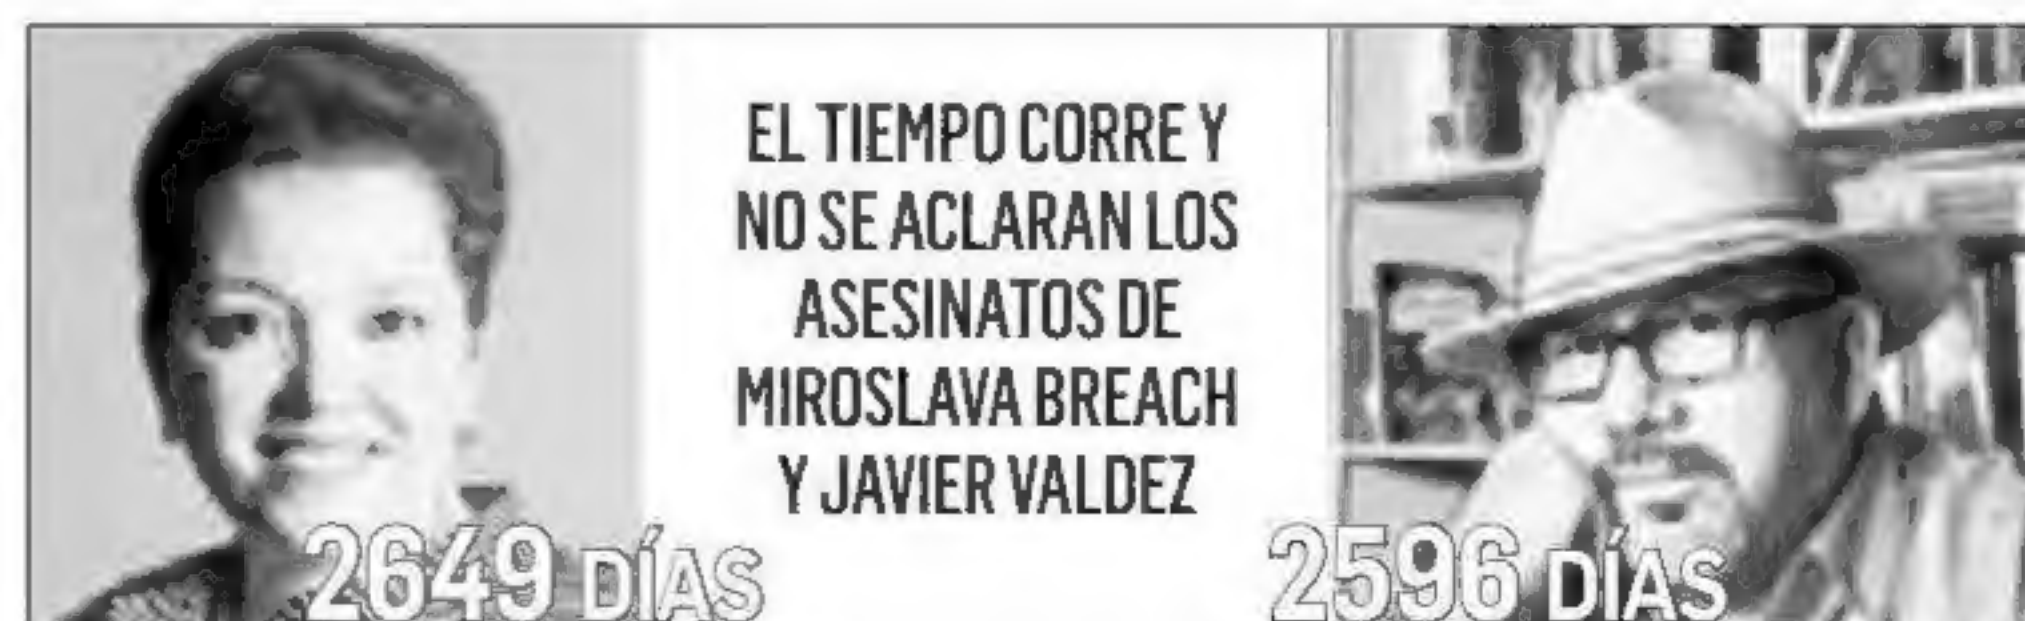 EL TIEMPO CORRE Y
NO SE ACLARAN LOS
ASESINATOS DE
MIROSLAVA BREACH
Y JAVIER VALDEZ
2649 DÍAS
2596 DÍAS